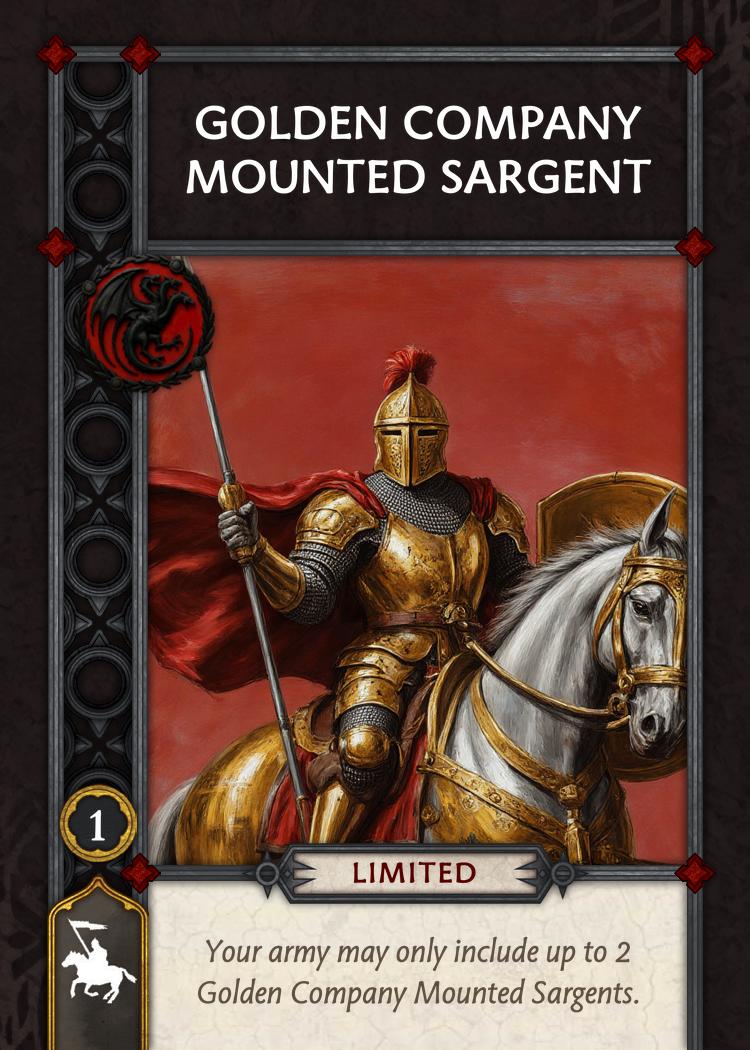 GOLDEN COMPANY
MOUNTED SARGENT
1
LIMITED
Your army may only include up to 2
Golden Company Mounted Sargents.